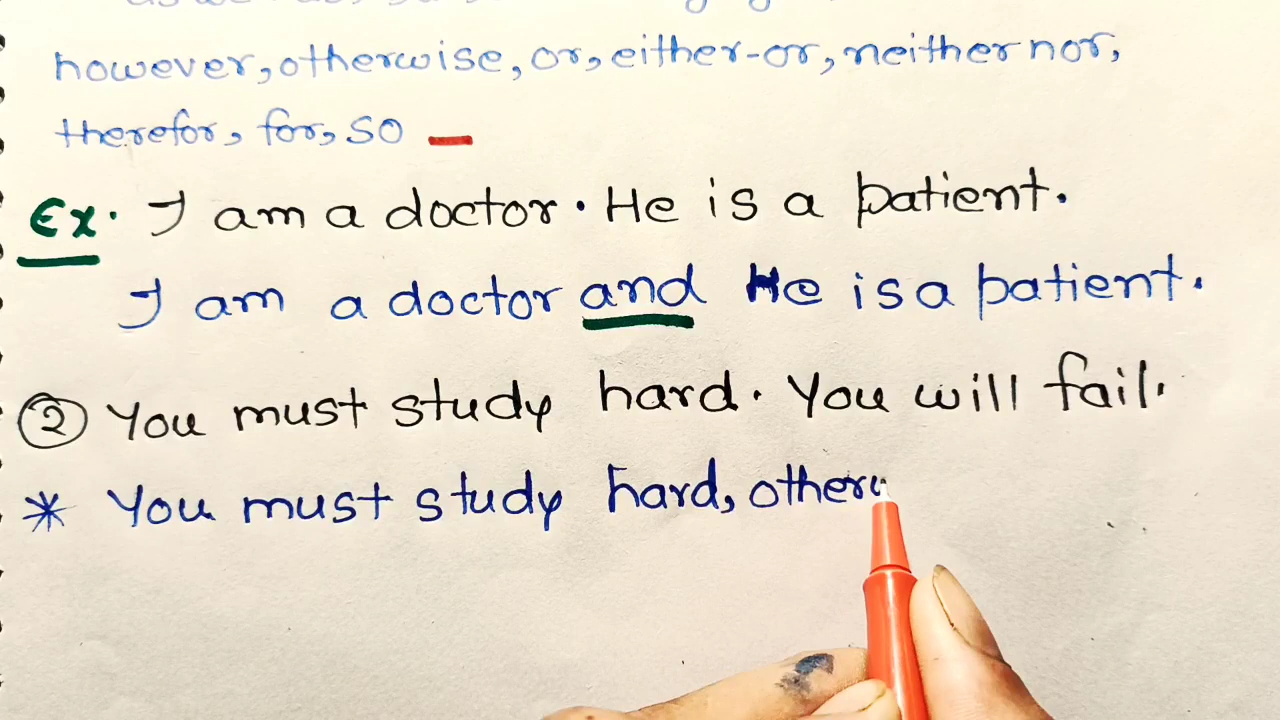 however, otherwise, or, either-or, neither nor,
therefor, for, so –
Ex. I am a doctor. He is a patient.
I am a doctor and He is a patient.
② You must study hard. You will fail.
* You must study hard, other